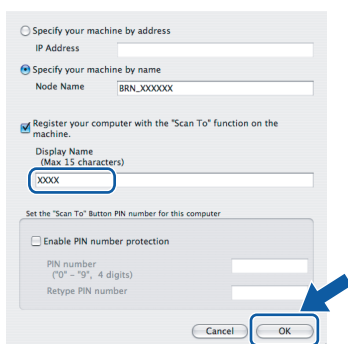 Specify your machine by address
IP Address
Specify your machine by name
Node Name BRN_XXXXXX
Register your computer with the "Scan To" function on the
machine.
Display Name
(Max 15 characters)
XXXX
Set the "Scan To" Button PIN number for this computer
Enable PIN number protection
PIN number
("0" – "9", 4 digits)
Retype PIN number
Cancel OK